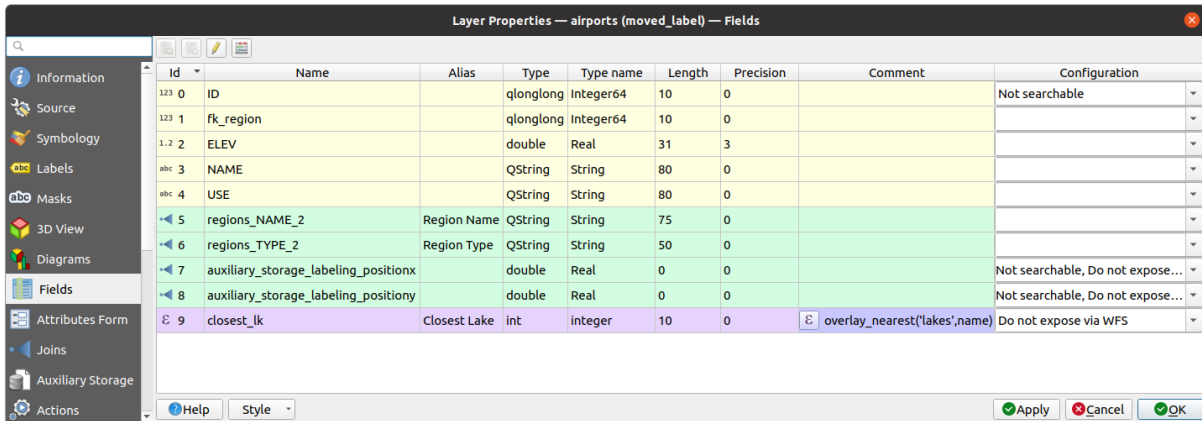 Layer Properties — airports (moved_label) — Fields
Id Name Alias Type Type name Length Precision Comment Configuration
123 0 ID qlonglong Integer64 10 0 Not searchable
123 1 fk_region qlonglong Integer64 10 0
1.2 2 ELEV double Real 31 3
abc 3 NAME QString String 80 0
abc 4 USE QString String 80 0
5 regions_NAME_2 Region Name QString String 75 0
6 regions_TYPE_2 Region Type QString String 50 0
7 auxiliary_storage_labeling_positionx double Real 0 0 Not searchable, Do not expose...
8 auxiliary_storage_labeling_positiony double Real 0 0 Not searchable, Do not expose...
ε 9 closest_lk Closest Lake int integer 10 0 ε overlay_nearest('lakes',name) Do not expose via WFS
Information
Source
Symbology
abc Labels
abc Masks
3D View
Diagrams
Fields
Attributes Form
Joins
Auxiliary Storage
Actions
Help Style Apply Cancel OK